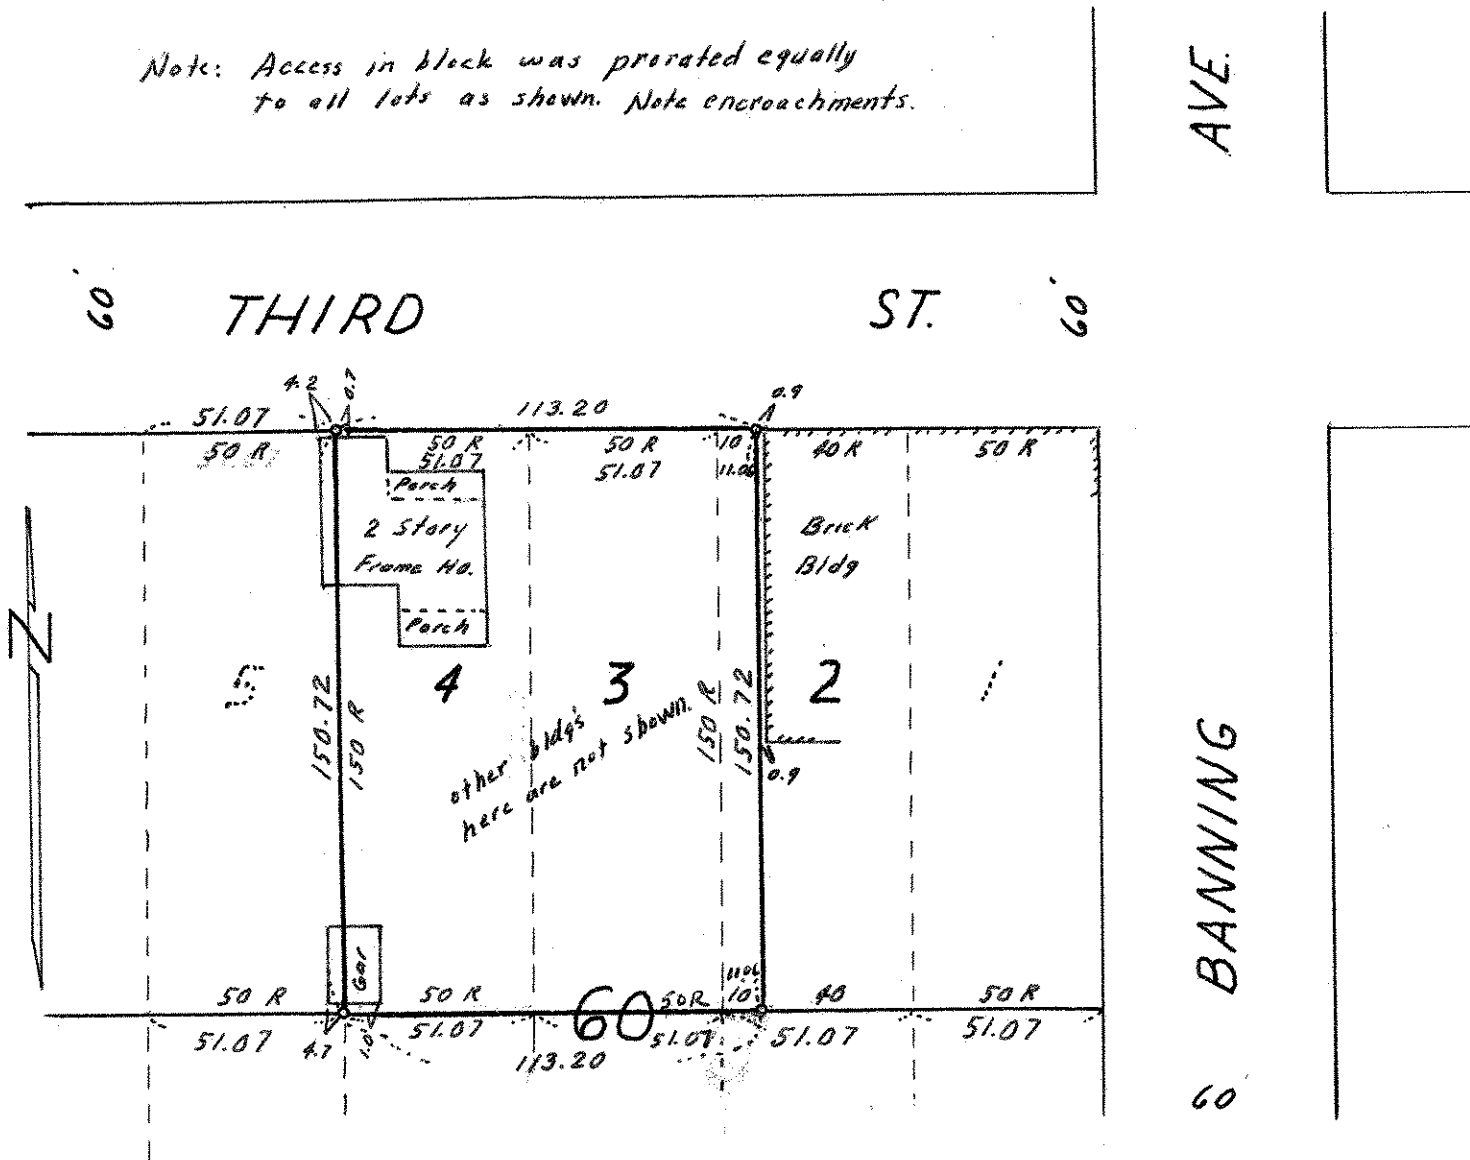 Note: Access in block was prorated equally
to all lots as shown. Note encroachments.
AVE.
60'
THIRD
ST.
60'
4.2
0.7
0.9
51.07
113.20
50 R
50 R
50 R
10
40 R
50 R
51.07
51.07
11.06
Porch
2 Story
Frame Ho.
Brick
Bldg
Porch
N
5
4
3
2
1
150.72
150 R
150 R
150.72
other bldg's
here are not shown.
0.9
BANNING
Gar
50 R
50 R
50R
11.06
10
40
50 R
60
51.07
4.7
1.0'
51.07
51.07
51.07
51.07
113.20
60